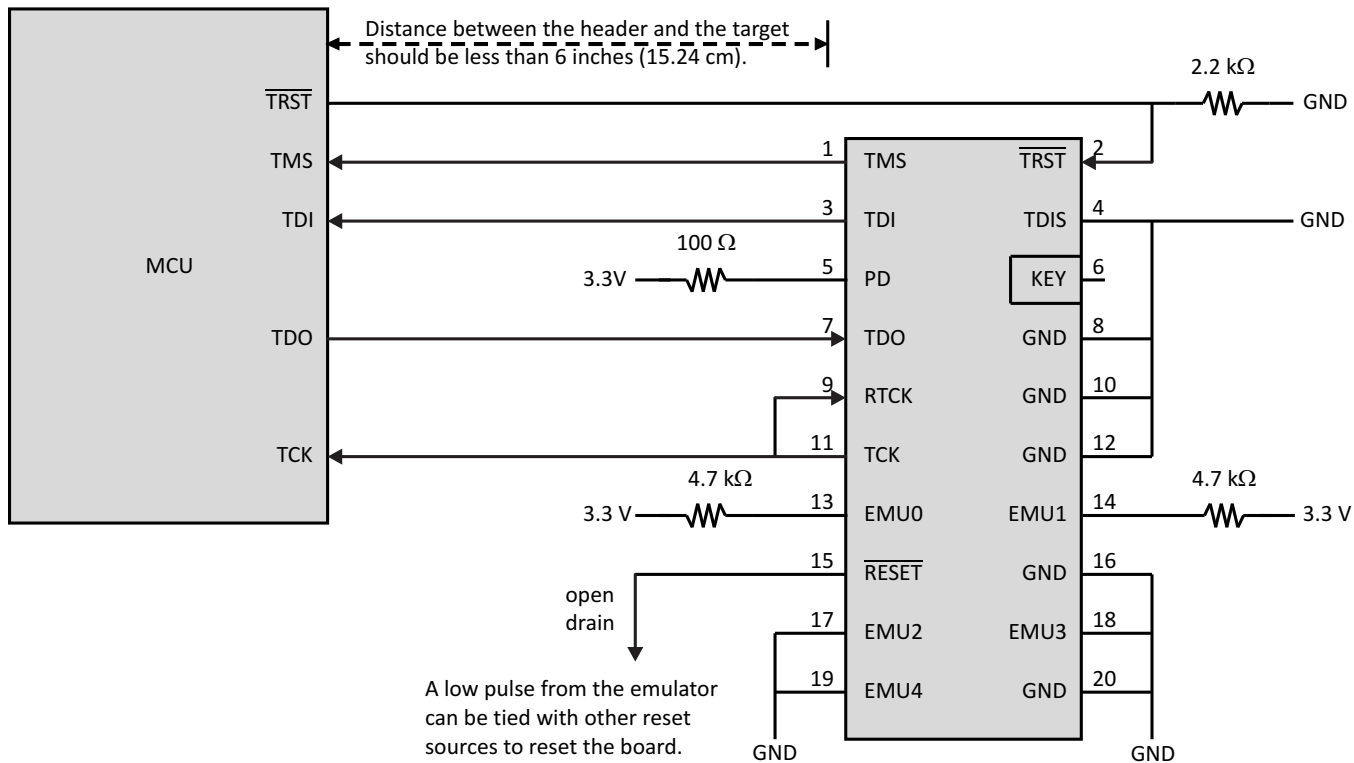 Distance between the header and the target
should be less than 6 inches (15.24 cm).
2.2 kΩ
TRST
GND
1
2
TMS
TMS
TRST
3
4
TDI
TDI
TDIS
GND
100 Ω
MCU
3.3V
5
PD
KEY
6
TDO
7
TDO
GND
8
9
RTCK
GND
10
TCK
11
TCK
GND
12
4.7 kΩ
4.7 kΩ
3.3 V
13
EMU0
EMU1
14
3.3 V
15
RESET
GND
16
open
drain
17
EMU2
EMU3
18
19
EMU4
GND
20
A low pulse from the emulator
can be tied with other reset
sources to reset the board.
GND
GND